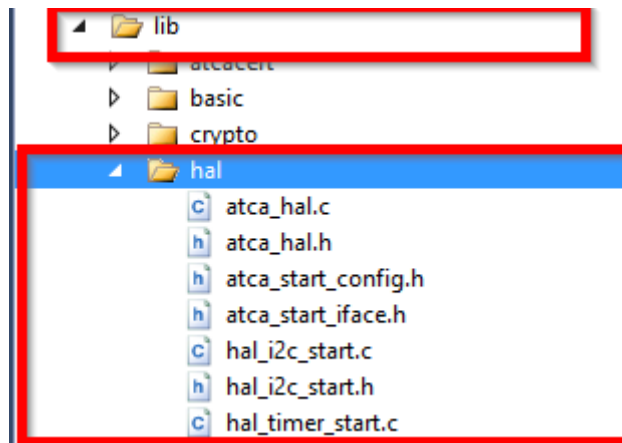 lib
atcacert
basic
crypto
hal
atca_hal.c
atca_hal.h
atca_start_config.h
atca_start_iface.h
hal_i2c_start.c
hal_i2c_start.h
hal_timer_start.c